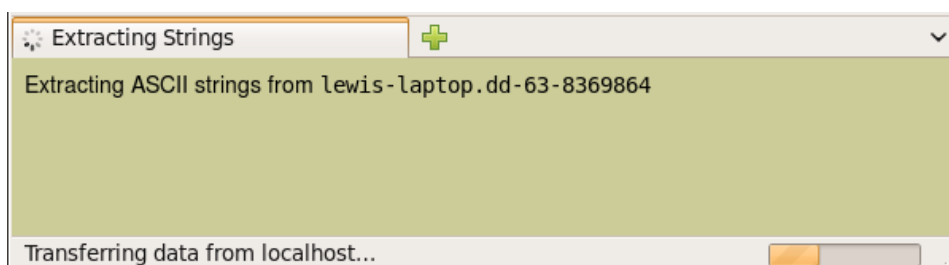 Extracting Strings
Extracting ASCII strings from lewis-laptop.dd-63-8369864
Transferring data from localhost...